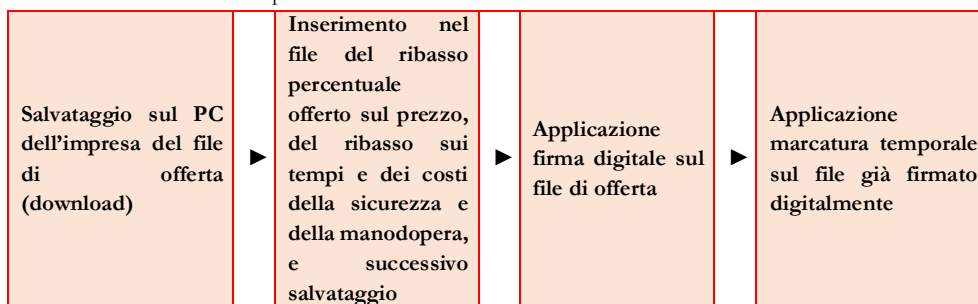 Salvataggio sul PC
dell'impresa del file
di offerta
(download)
►
Inserimento nel
file del ribasso
percentuale
offerto sul prezzo,
del ribasso sui
tempi e dei costi
della sicurezza e
della manodopera,
e successivo
salvataggio
►
Applicazione
firma digitale sul
file di offerta
►
Applicazione
marcatura temporale
sul file già firmato
digitalmente